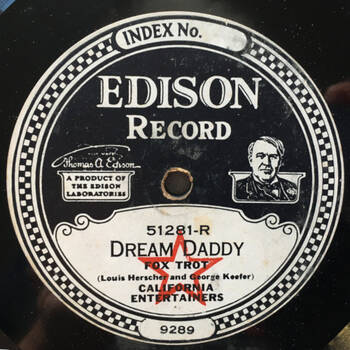 INDEX No.
EDISON
RECORD
Thomas A Edison
A PRODUCT OF
THE EDISON
LABORATORIES
51281-R
DREAM DADDY
FOX TROT
(Louis Herscher and George Keefer)
CALIFORNIA
ENTERTAINERS
9289